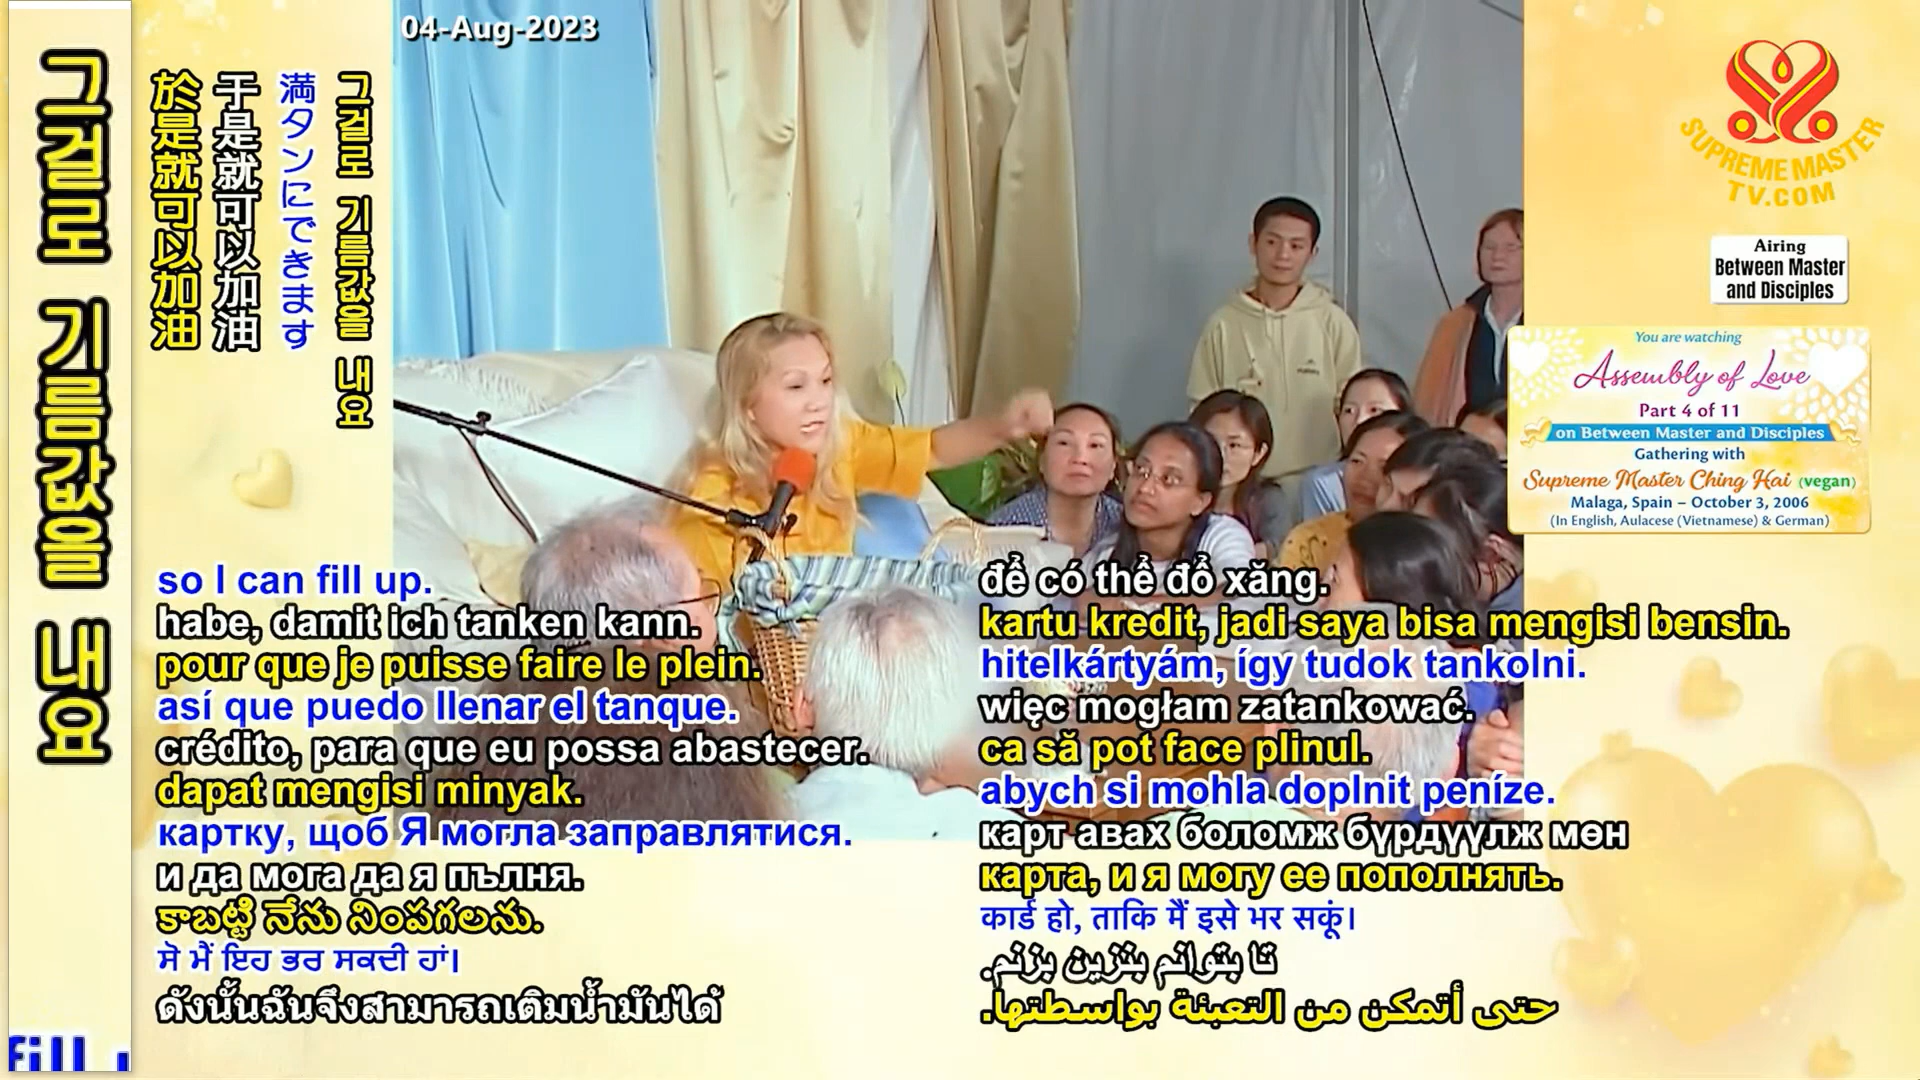 04-Aug-2023
그걸로 기름값을 내요
於是就可以加油
于是就可以加油
満タンにできます
그걸로 기름값을 내요
SUPREME MASTER
TV.COM
Airing
Between Master
and Disciples
You are watching
Assembly of Love
Part 4 of 11
on Between Master and Disciples
Gathering with
Supreme Master Ching Hai (vegan)
Malaga, Spain – October 3, 2006
(In English, Aulacese (Vietnamese) & German)
so I can fill up.
habe, damit ich tanken kann.
pour que je puisse faire le plein.
así que puedo llenar el tanque.
crédito, para que eu possa abastecer.
dapat mengisi minyak.
картку, щоб Я могла заправлятися.
и да мога да я пълня.
కాబట్టి నేను నింపగలను.
ਸੋ ਮੈਂ ਇਹ ਭਰ ਸਕਦੀ ਹਾਂ।
ดังนั้นฉันจึงสามารถเติมน้ำมันได้
để có thể đổ xăng.
kartu kredit, jadi saya bisa mengisi bensin.
hitelkártyám, így tudok tankolni.
więc mogłam zatankować.
ca să pot face plinul.
abych si mohla doplnit peníze.
карт авах боломж бүрдүүлж мөн
карта, и я могу ее пополнять.
कार्ड हो, ताकि मैं इसे भर सकूं।
تا بتوانم بنزین بزنم.
حتى أتمكن من التعبئة بواسطتها.
fill